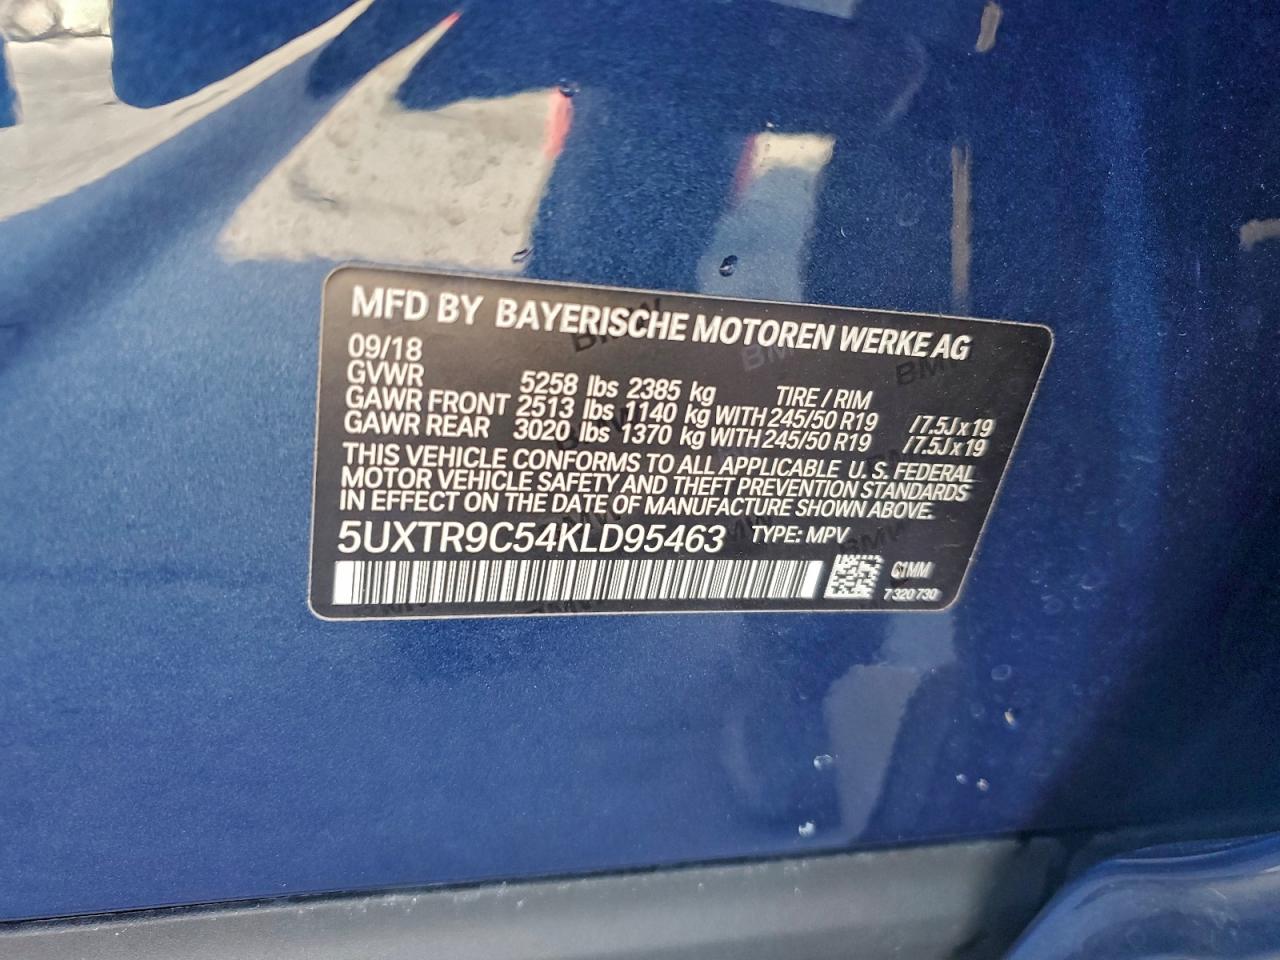 MFD BY BAYERISCHE MOTOREN WERKE AG
09/18
GVWR 5258 lbs 2385 kg TIRE / RIM
GAWR FRONT 2513 lbs 1140 kg WITH 245/50 R19 /7.5J x 19
GAWR REAR 3020 lbs 1370 kg WITH 245/50 R19 /7.5J x 19
THIS VEHICLE CONFORMS TO ALL APPLICABLE U. S. FEDERAL
MOTOR VEHICLE SAFETY AND THEFT PREVENTION STANDARDS
IN EFFECT ON THE DATE OF MANUFACTURE SHOWN ABOVE.
5UXTR9C54KLD95463 TYPE: MPV
G1MM
7 320 730